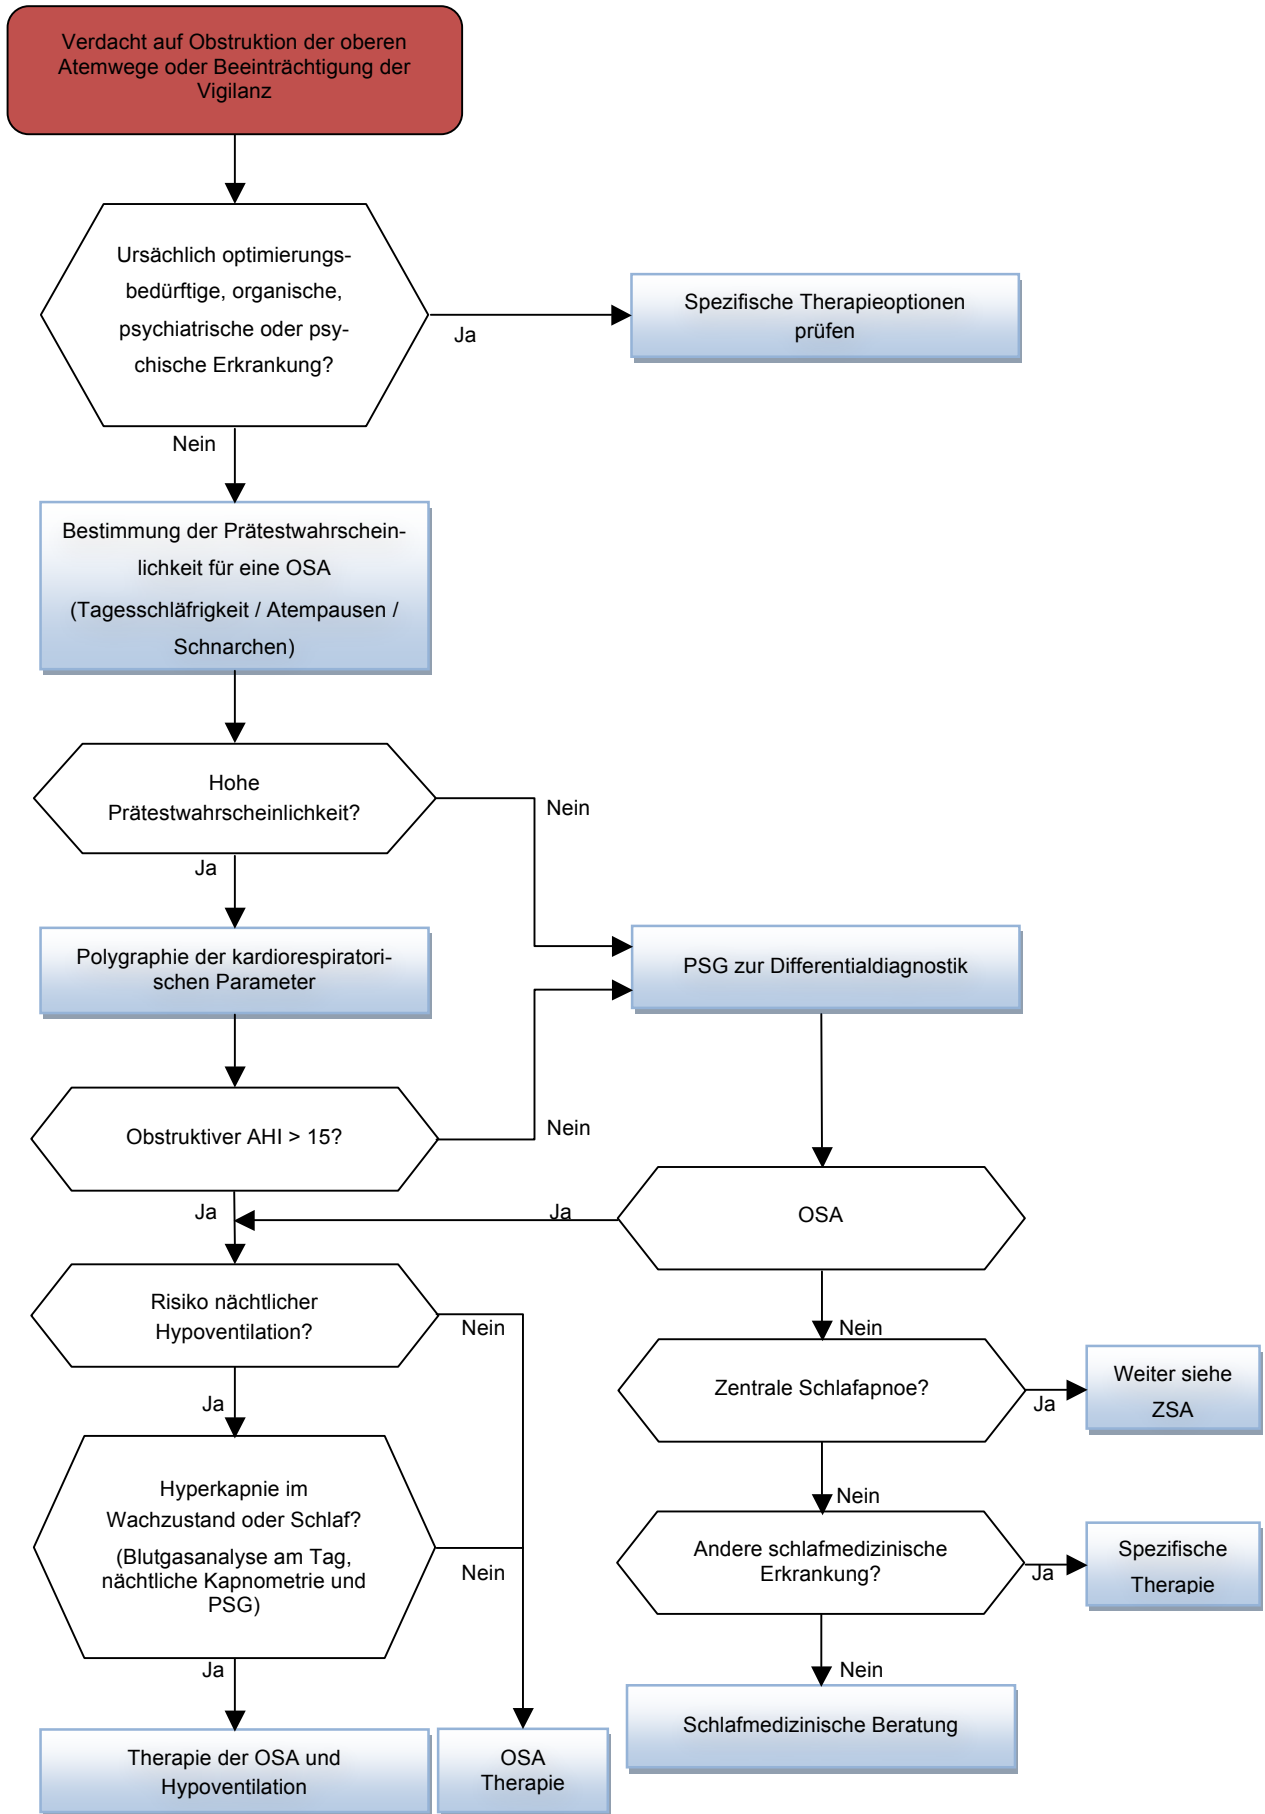 Verdacht auf Obstruktion der oberen
Atemwege oder Beeinträchtigung der
Vigilanz
Ursächlich optimierungs-
bedürftige, organische,
psychiatrische oder psy-
chische Erkrankung?
Ja
Spezifische Therapieoptionen
prüfen
Nein
Bestimmung der Prätestwahrschein-
lichkeit für eine OSA
(Tagesschläfrigkeit / Atempausen /
Schnarchen)
Hohe
Prätestwahrscheinlichkeit?
Nein
Ja
Polygraphie der kardiorespiratori-
schen Parameter
PSG zur Differentialdiagnostik
Obstruktiver AHI > 15?
Nein
Ja
Ja
OSA
Risiko nächtlicher
Hypoventilation?
Nein
Nein
Ja
Zentrale Schlafapnoe?
Ja
Weiter siehe
ZSA
Hyperkapnie im
Wachzustand oder Schlaf?
(Blutgasanalyse am Tag,
nächtliche Kapnometrie und
PSG)
Nein
Nein
Andere schlafmedizinische
Erkrankung?
Ja
Spezifische
Therapie
Ja
Nein
Therapie der OSA und
Hypoventilation
OSA
Therapie
Schlafmedizinische Beratung